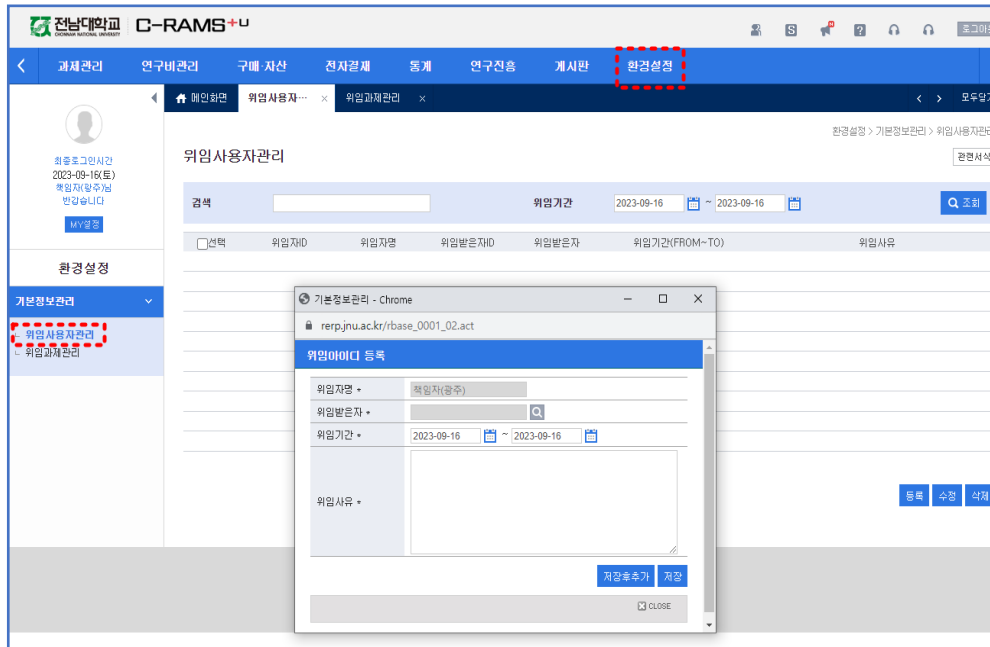 전남대학교 C-RAMS+U
CHONNAM NATIONAL UNIVERSITY
S ?
과제관리 연구비관리 구매·자산 전자결재 통계 연구진흥 게시판 환경설정
메인화면 위임사용자… × 위임과제관리 × < >
환경설정 > 기본정보관리 >
최종로그인시간
2023-09-16(토)
책임자(광주)님
반갑습니다
MY설정
위임사용자관리
관련서식
검색 위임기간 2023-09-16 ~ 2023-09-16 조회
선택 위임자ID 위임자명 위임받은자ID 위임받은자 위임기간(FROM~TO) 위임사유
환경설정
기본정보관리
위임사용자관리
위임과제관리
기본정보관리 - Chrome
rerp.jnu.ac.kr/rbase_0001_02.act
위임아이디 등록
위임자명 * 책임자(광주)
위임받은자 *
위임기간 * 2023-09-16 ~ 2023-09-16
위임사유 *
저장후추가 저장
CLOSE
등록 수정 삭제